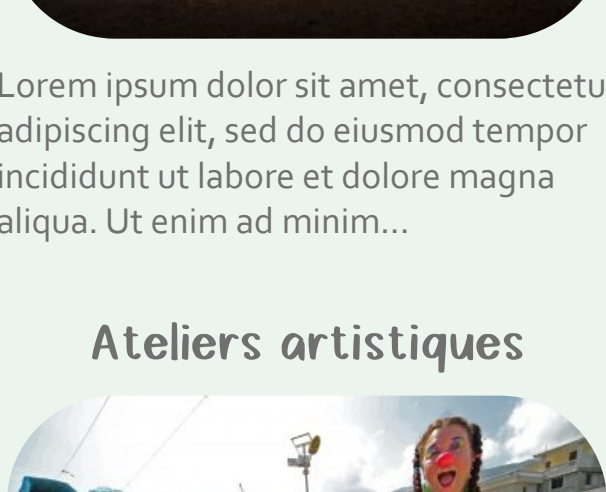 Lorem ipsum dolor sit amet, consectetu
adipiscing elit, sed do eiusmod tempor
incididunt ut labore et dolore magna
aliqua. Ut enim ad minim...
Ateliers artistiques